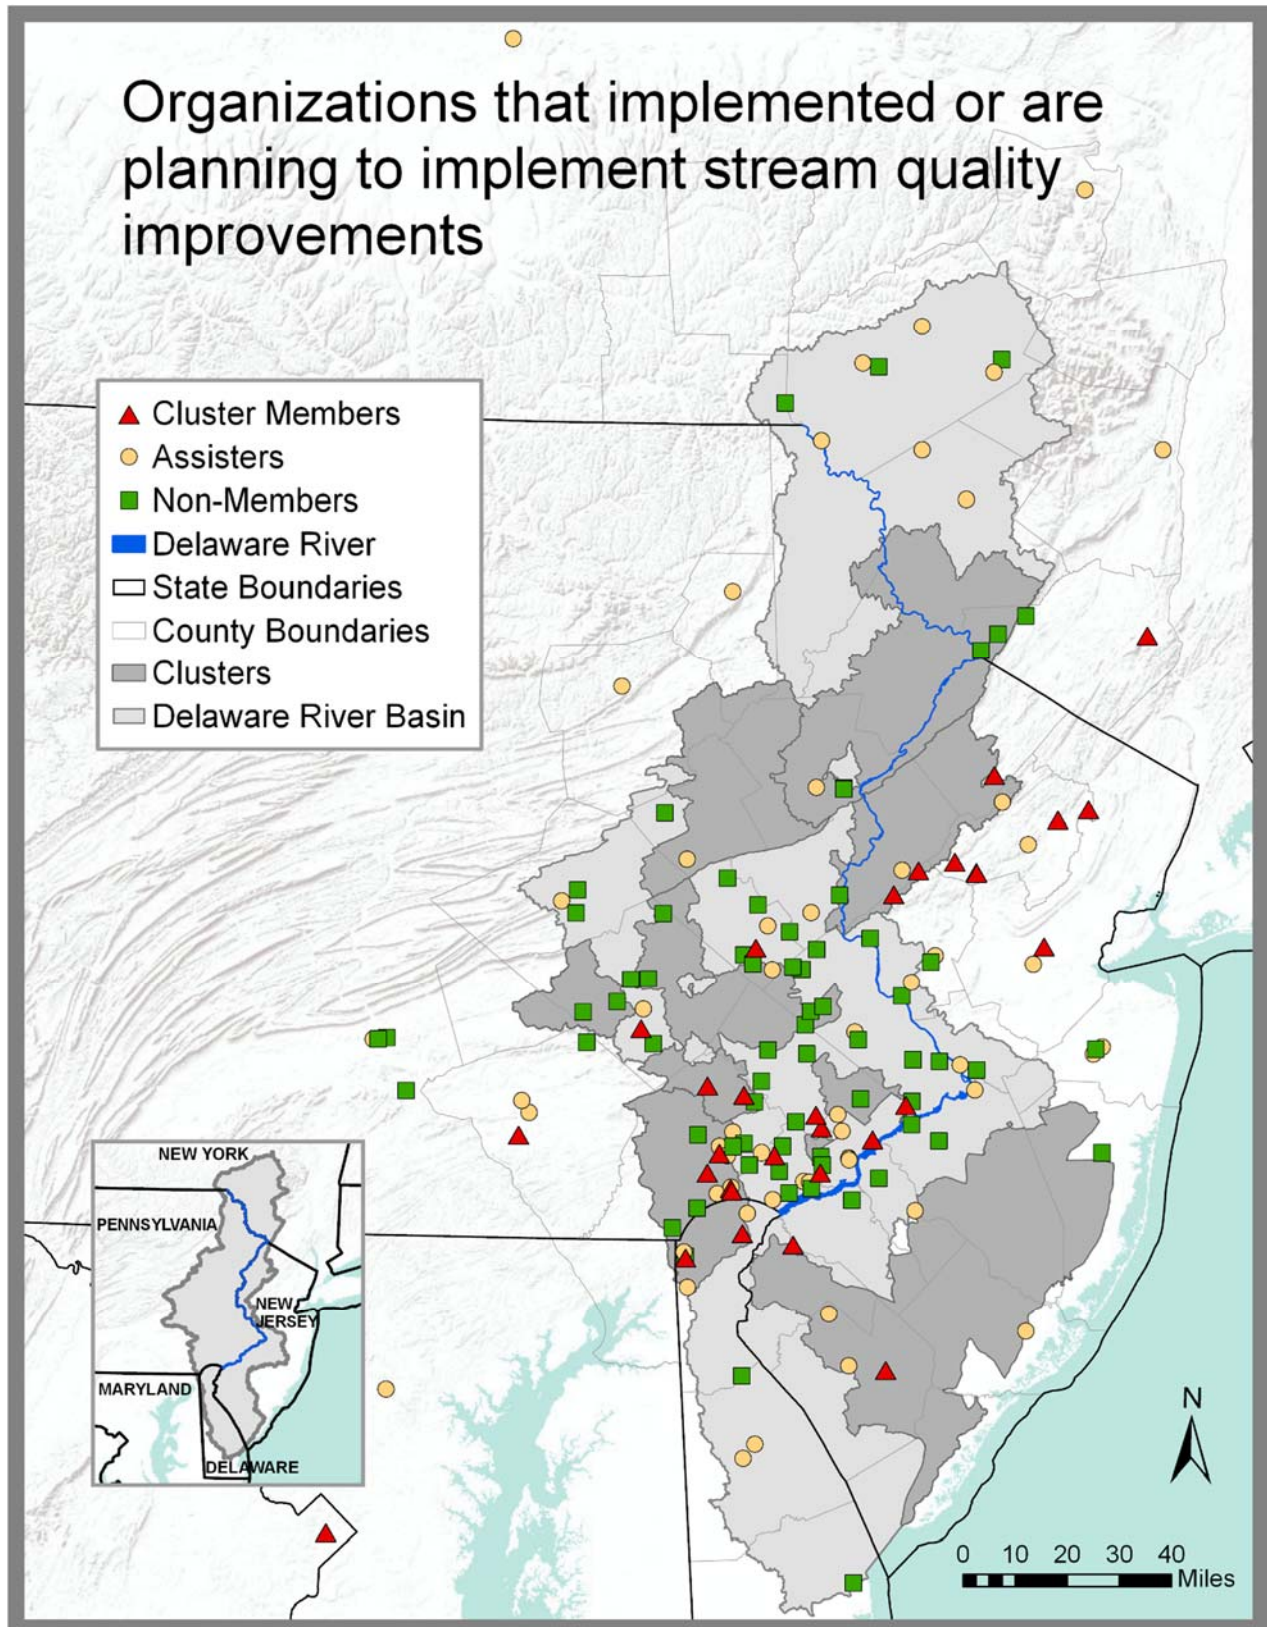 Organizations that implemented or are
planning to implement stream quality
improvements
Cluster Members
Assisters
Non-Members
Delaware River
State Boundaries
County Boundaries
Clusters
Delaware River Basin
NEW YORK
PENNSYLVANIA
NEW
JERSEY
MARYLAND
DELAWARE
N
0 10 20 30 40
Miles